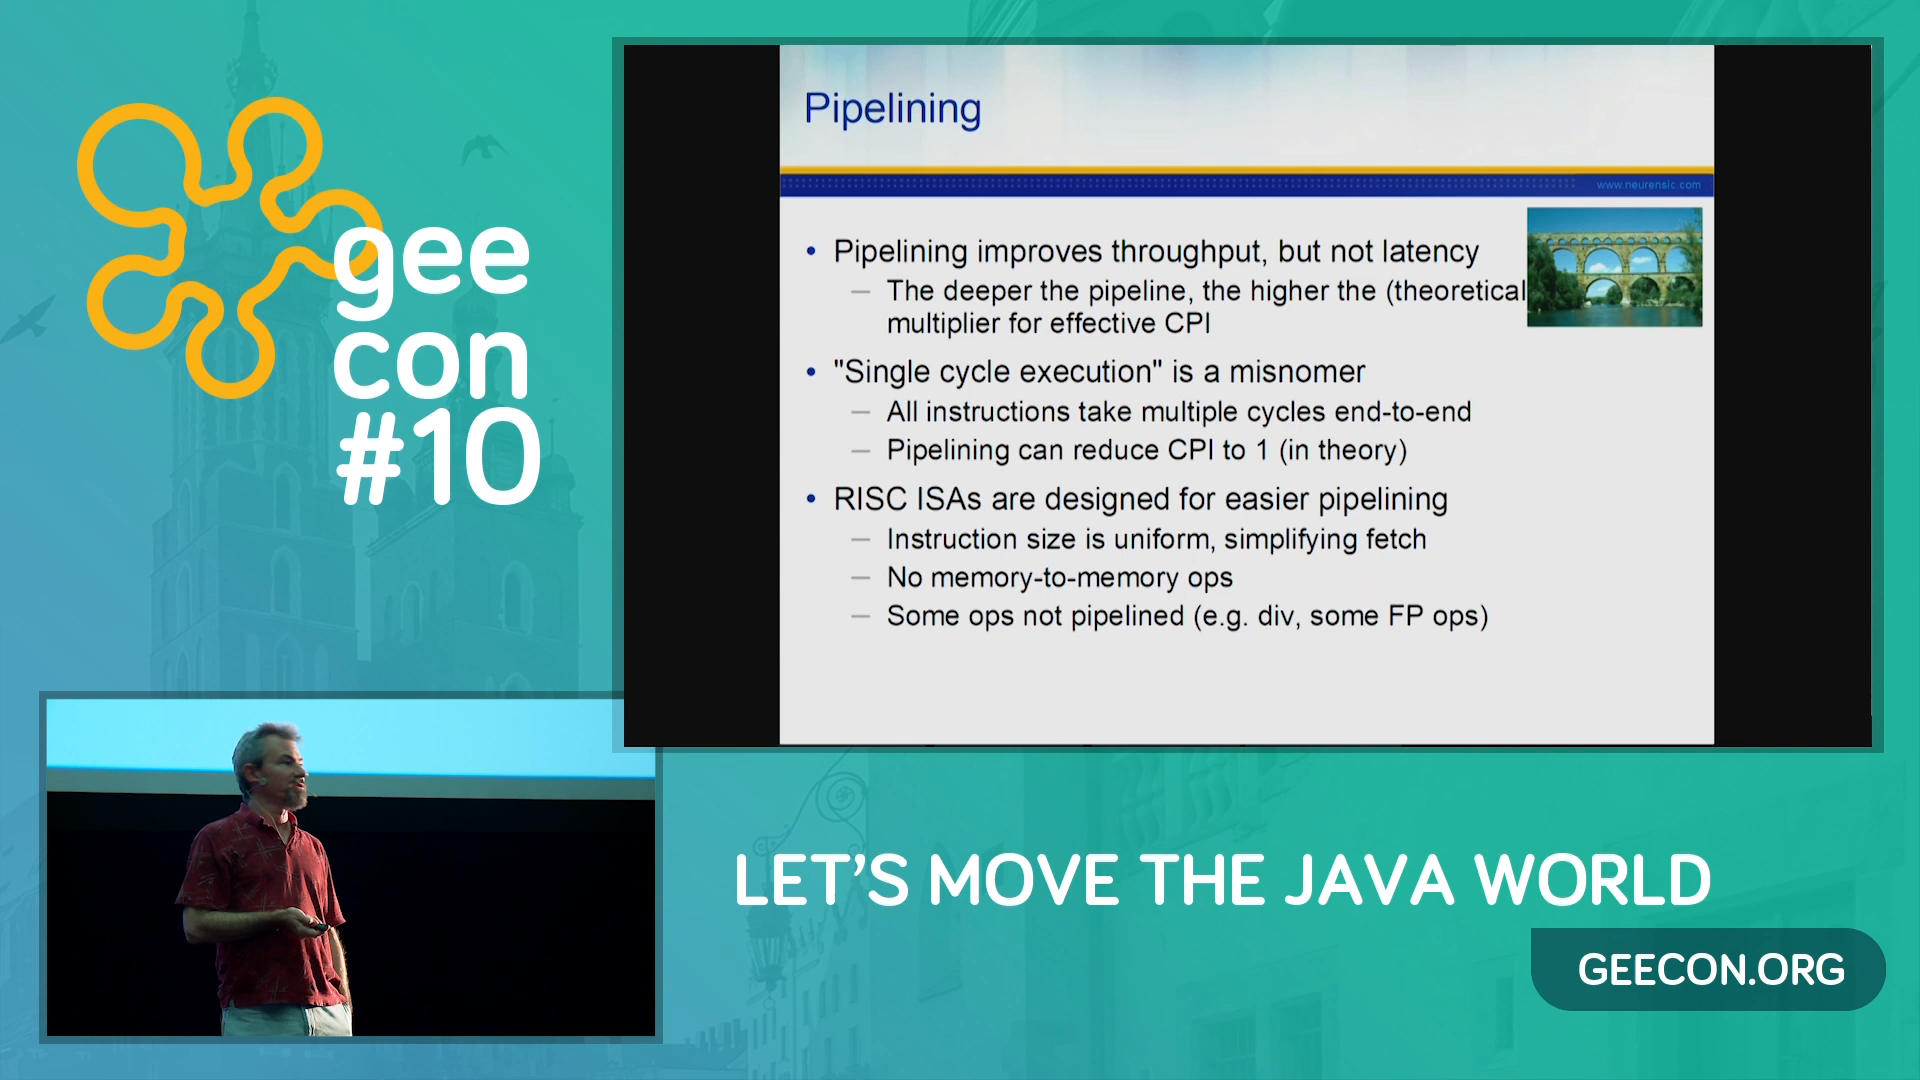 gee
con
#10
Pipelining
www.neurensic.com
• Pipelining improves throughput, but not latency
– The deeper the pipeline, the higher the (theoretical
multiplier for effective CPI
• "Single cycle execution" is a misnomer
– All instructions take multiple cycles end-to-end
– Pipelining can reduce CPI to 1 (in theory)
• RISC ISAs are designed for easier pipelining
– Instruction size is uniform, simplifying fetch
– No memory-to-memory ops
– Some ops not pipelined (e.g. div, some FP ops)
LET'S MOVE THE JAVA WORLD
GEECON.ORG